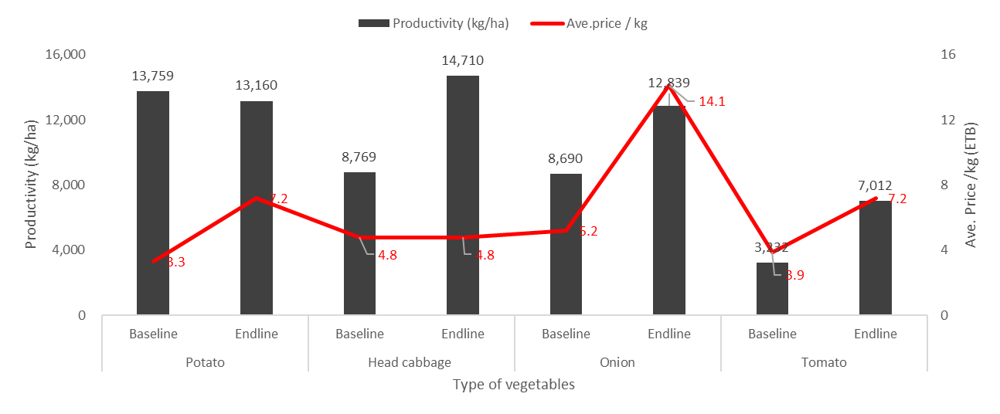 Productivity (kg/ha) Ave.price / kg
16,000 13,759 13,160 8,769 14,710 8,690 12,839 3,232 7,012 16
12,000 14.1 12
8,000 7.2 5.2 7.2 8
4,000 3.3 4.8 4.8 3.9 4
0 0
Productivity (kg/ha)
Ave. Price /kg (ETB)
Baseline Endline Baseline Endline Baseline Endline Baseline Endline
Potato Head cabbage Onion Tomato
Type of vegetables